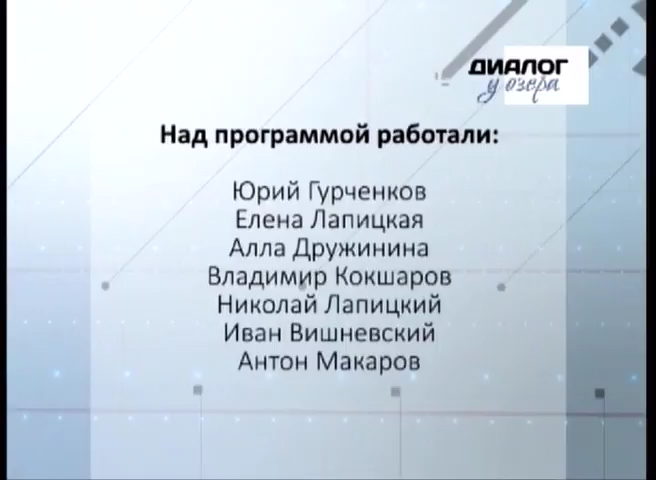 ДИАЛОГ
у озера
Над программой работали:
Юрий Гурченков
Елена Лапицкая
Алла Дружинина
Владимир Кокшаров
Николай Лапицкий
Иван Вишневский
Антон Макаров